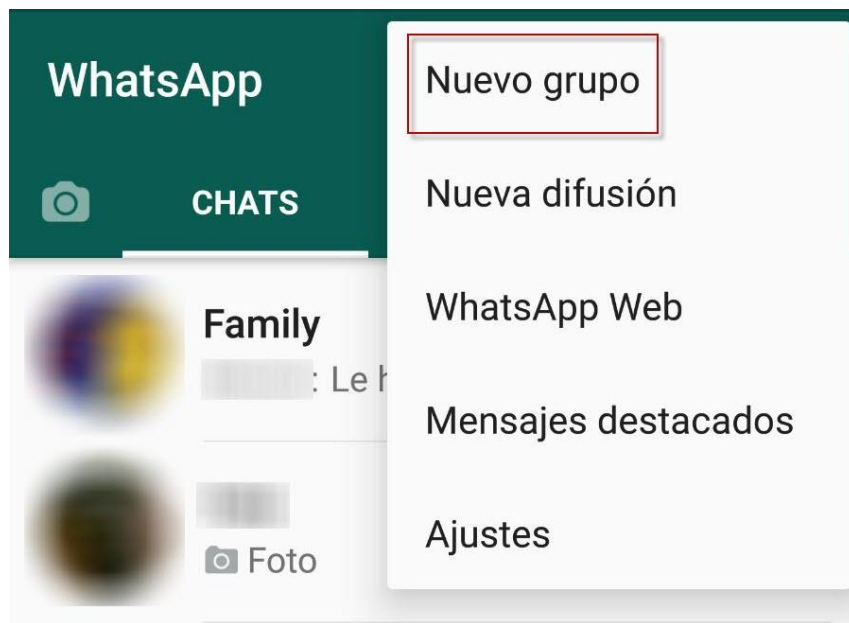 WhatsApp
CHATS
Family
: Le
Foto
Nuevo grupo
Nueva difusión
WhatsApp Web
Mensajes destacados
Ajustes